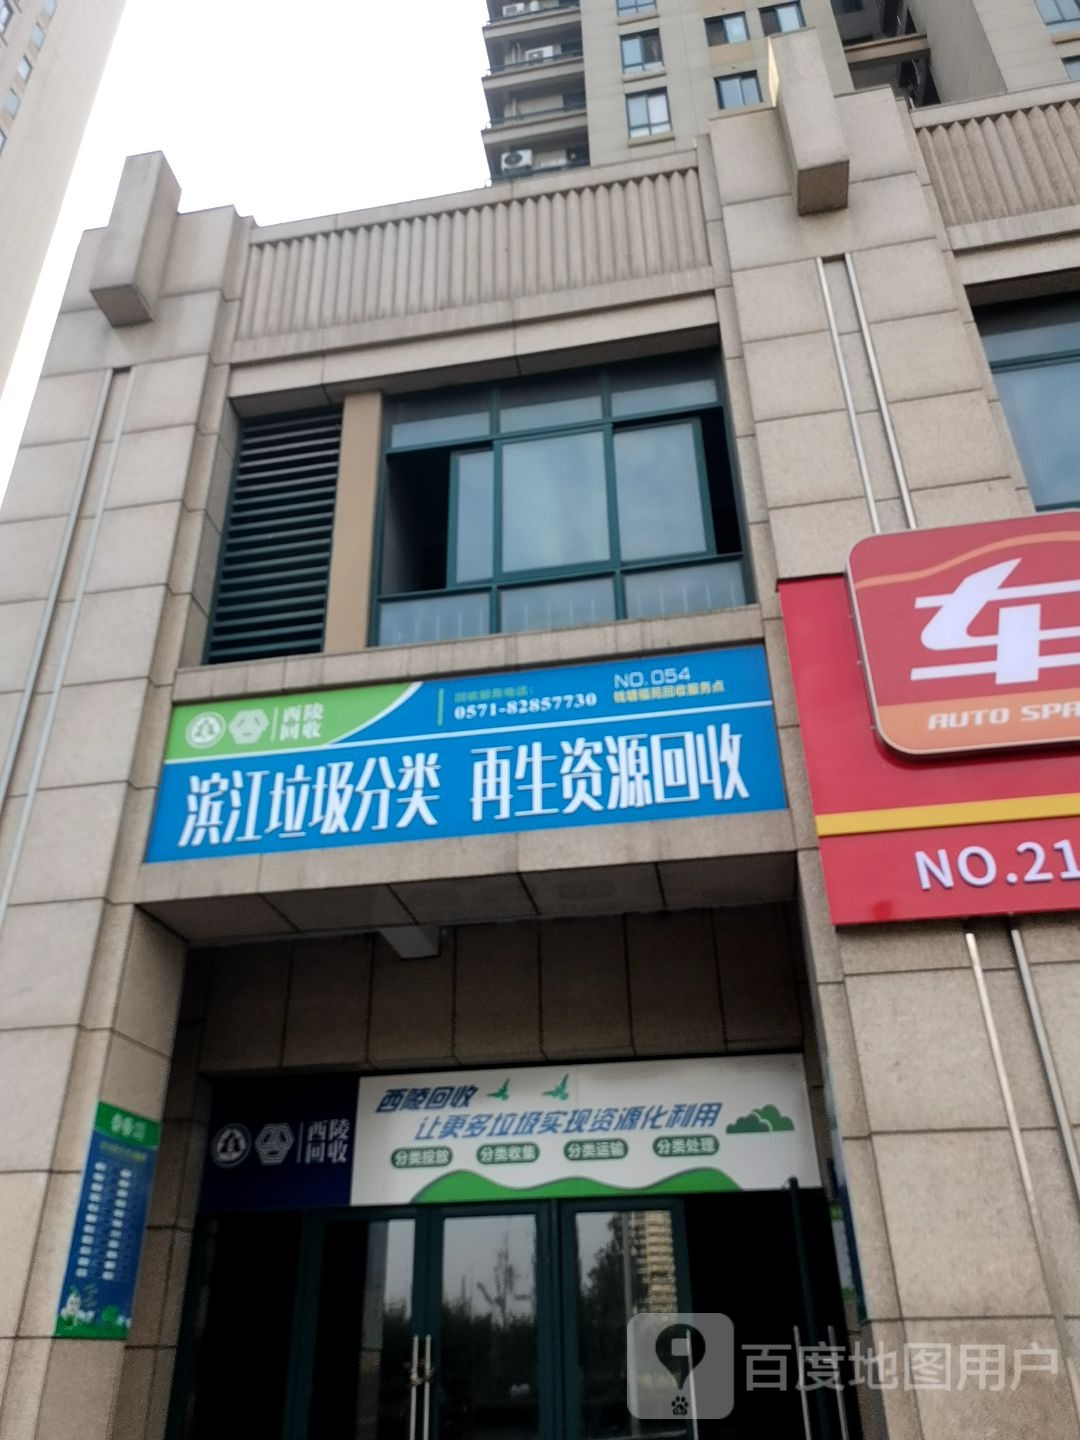 西陵
回收
回收服务电话:
0571-82857730
NO.054
钱塘福苑回收服务点
滨江垃圾分类 再生资源回收
车
AUTO SPA
NO.21
西陵
回收
西陵回收
让更多垃圾实现资源化利用
分类投放 分类收集 分类运输 分类处理
百度地图用户